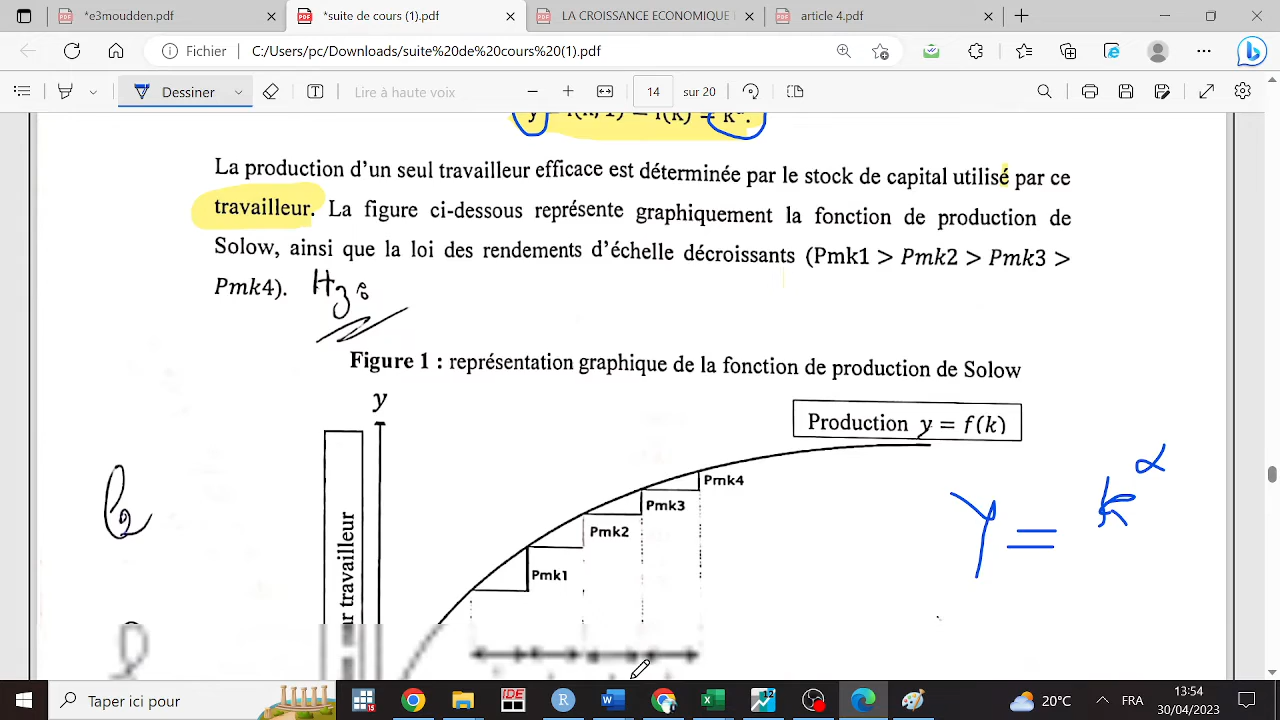 a3moudden.pdf
*suite de cours (1).pdf
LA CROISSANCE ECONOMIQUE
article 4.pdf
Fichier
C:/Users/pc/Downloads/suite%20de%20cours%20(1).pdf
Dessiner
Lire à haute voix
14
sur 20
La production d'un seul travailleur efficace est déterminée par le stock de capital utilisé par ce
travailleur. La figure ci-dessous représente graphiquement la fonction de production de
Solow, ainsi que la loi des rendements d'échelle décroissants (Pmk1 > Pmk2 > Pmk3 >
Pmk4).
Figure 1 : représentation graphique de la fonction de production de Solow
y
Production y = f(k)
Pmk4
Pmk3
Pmk2
Pmk1
travailleur
Y = k^α
Taper ici pour
IDE
R
12
15
20°C
FRA
13:54
30/04/2023